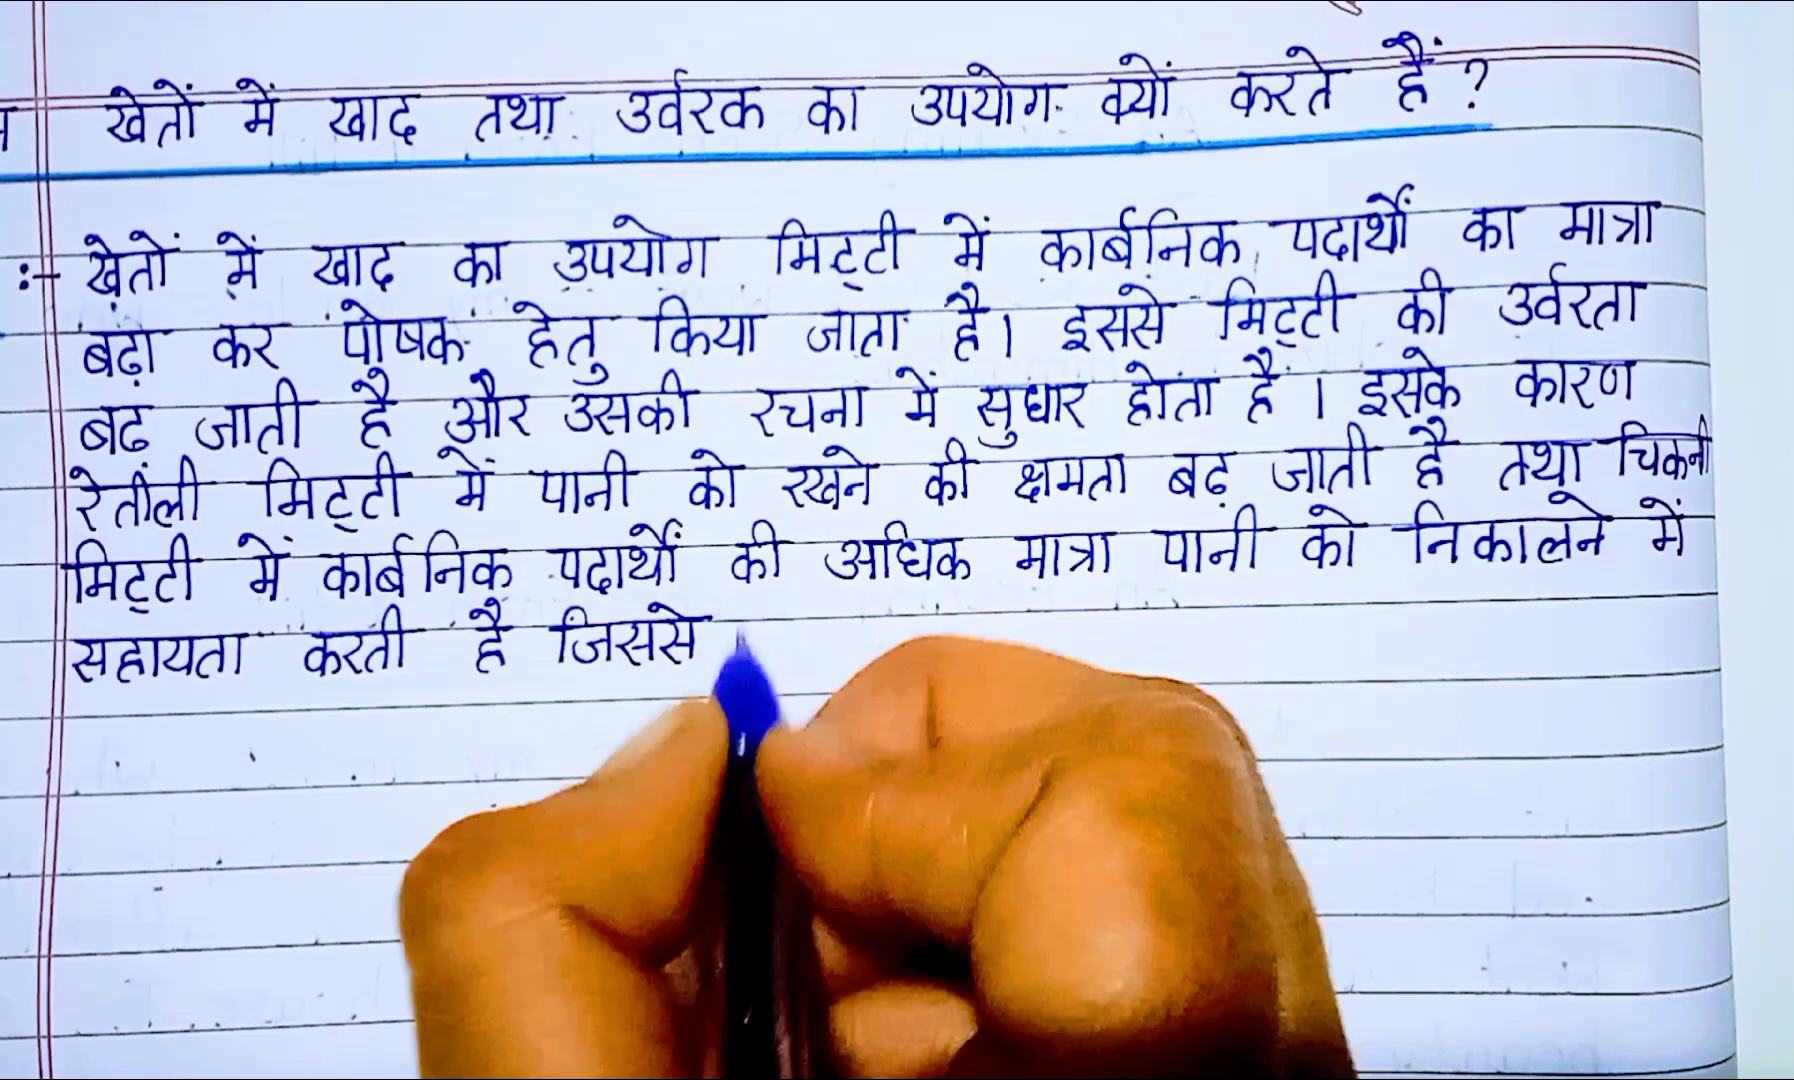 खेतों में खाद तथा उर्वरक का उपयोग क्यों करते हैं ?
:- खेतों में खाद का उपयोग मिट्टी में कार्बनिक पदार्थों का मात्रा
बढ़ा कर पोषक हेतु किया जाता है। इससे मिट्टी की उर्वरता
बढ़ जाती है और उसकी रचना में सुधार होता है । इसके कारण
रेतीली मिट्टी में पानी को रखने की क्षमता बढ़ जाती है तथा चिकनी
मिट्टी में कार्बनिक पदार्थों की अधिक मात्रा पानी को निकालने में
सहायता करती है जिससे